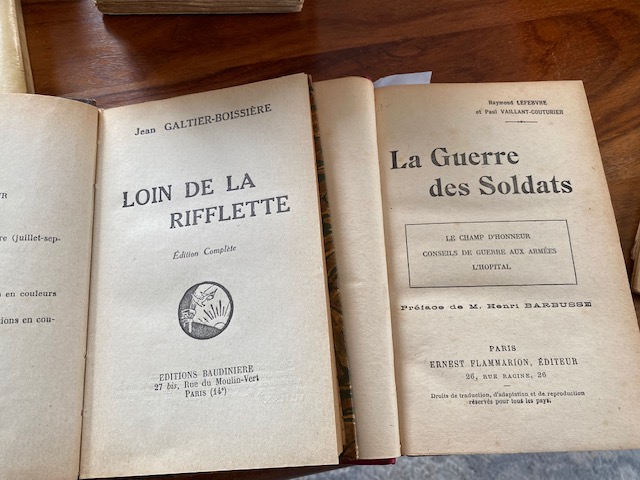 UR
re (juillet-sep-
s en couleurs
tions en cou-
Jean GALTIER-BOISSIÈRE
LOIN DE LA
RIFFLETTE
Édition Complète
EDITIONS BAUDINIERE
27 bis, Rue du Moulin-Vert
PARIS (14e)
Raymond LEFEBVRE
et Paul VAILLANT-COUTURIER
La Guerre
des Soldats
LE CHAMP D'HONNEUR
CONSEILS DE GUERRE AUX ARMÉES
L'HOPITAL
Préface de M. Henri BARBUSSE
PARIS
ERNEST FLAMMARION, ÉDITEUR
26, RUE RACINE, 26
Droits de traduction, d'adaptation et de reproduction
réservés pour tous les pays.